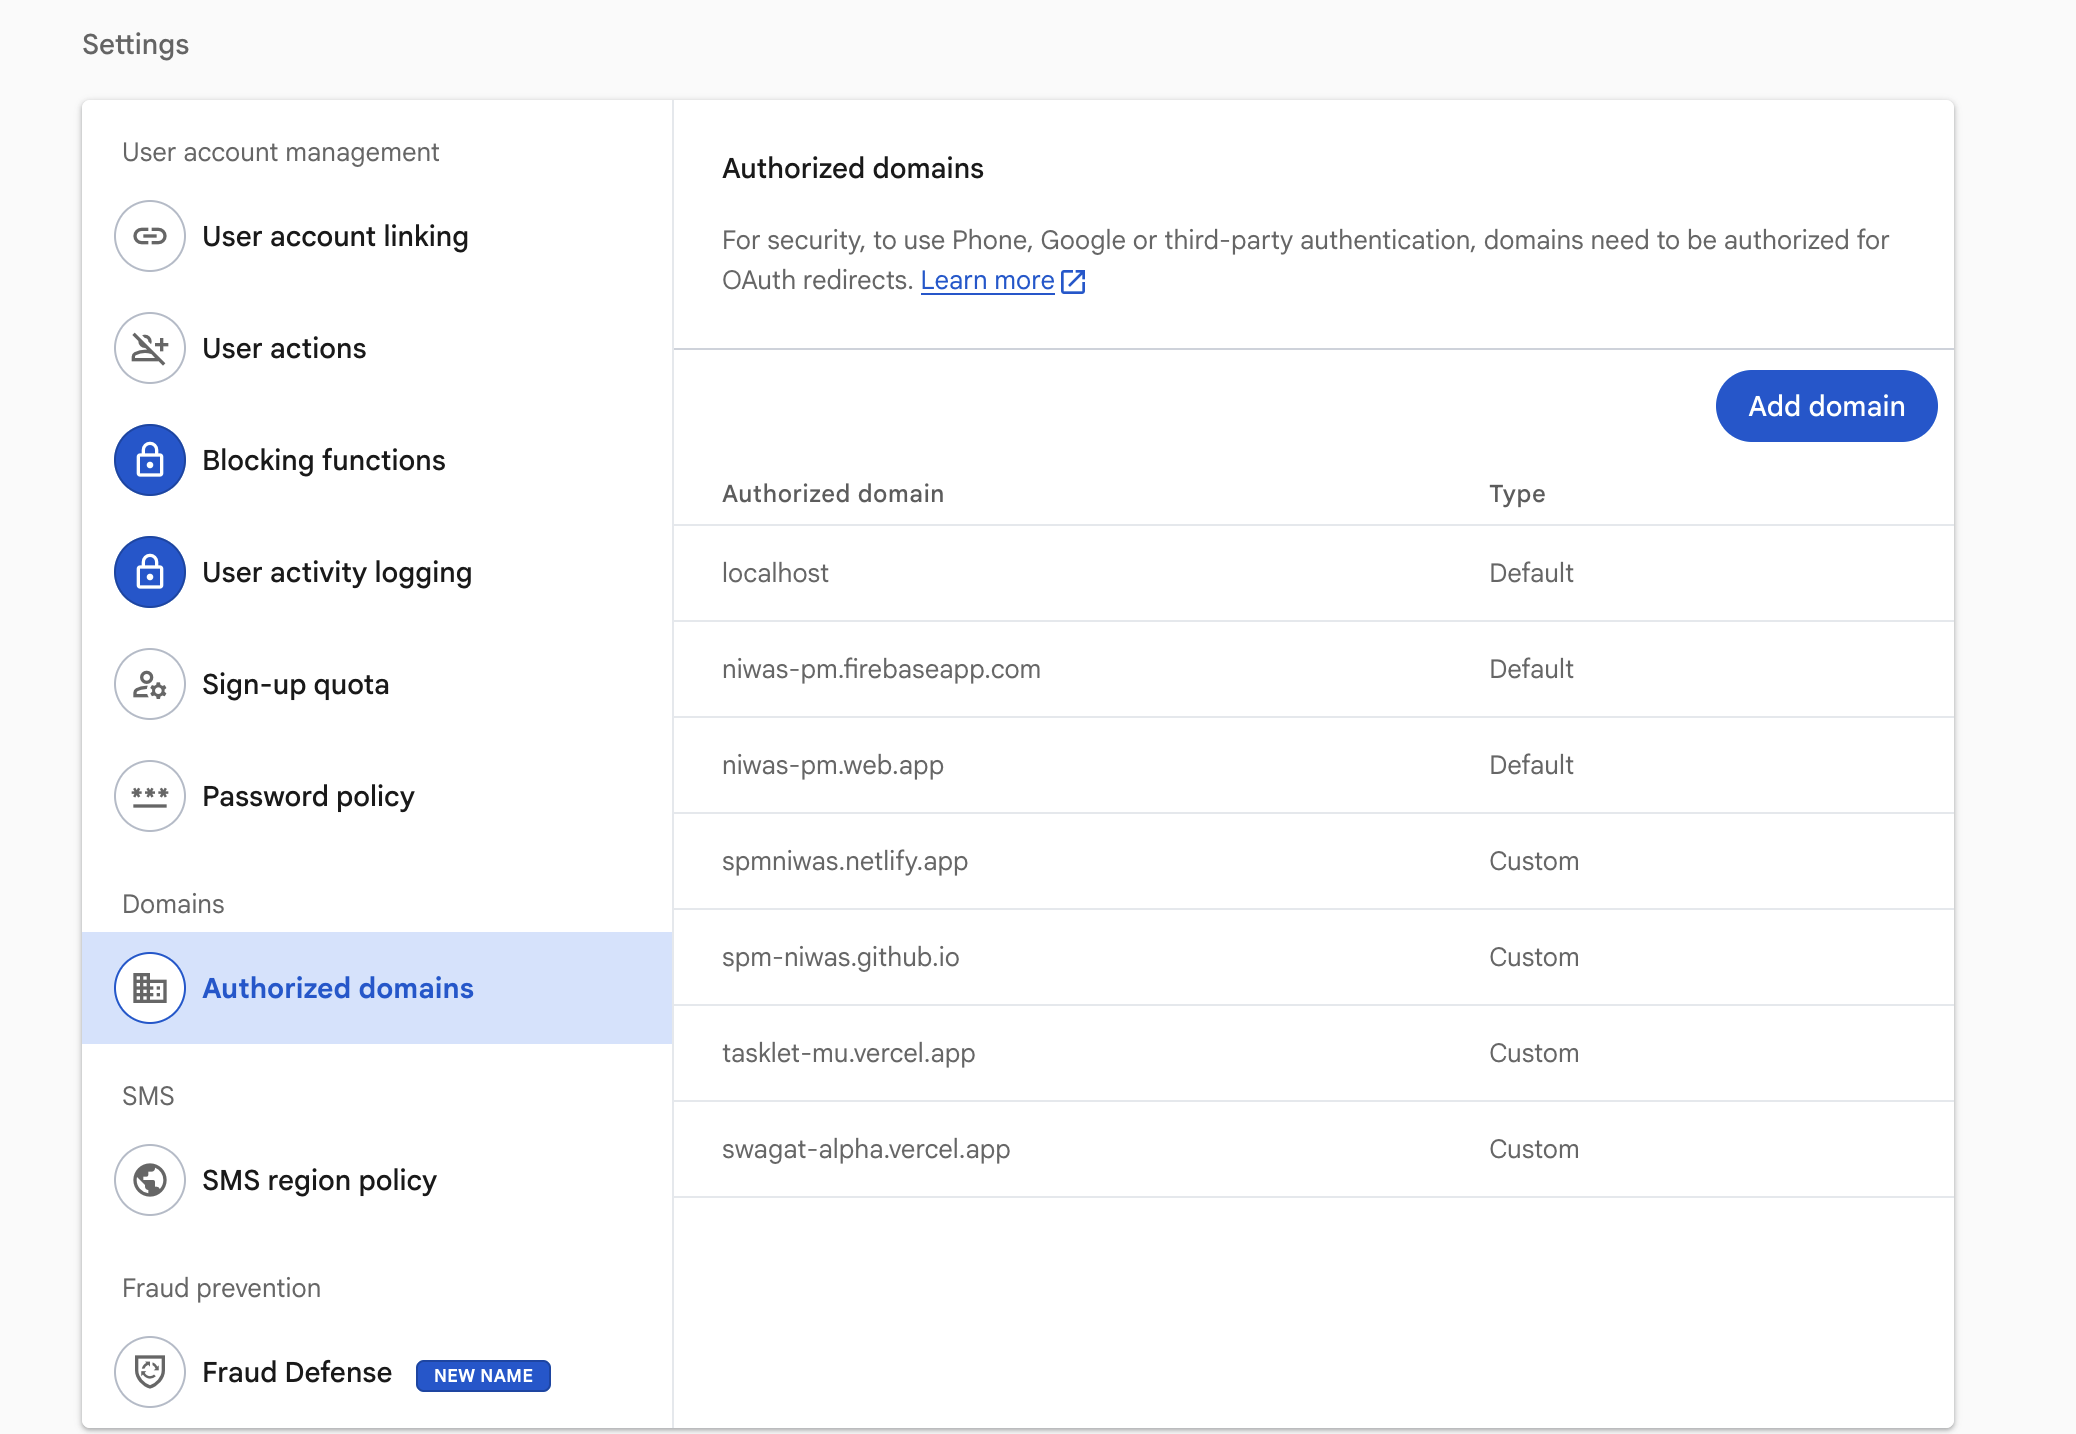 Settings
User account management
User account linking
User actions
Blocking functions
User activity logging
Sign-up quota
***
Password policy
Domains
Authorized domains
SMS
SMS region policy
Fraud prevention
Fraud Defense NEW NAME
Authorized domains
For security, to use Phone, Google or third-party authentication, domains need to be authorized for
OAuth redirects. Learn more
Add domain
Authorized domain Type
localhost Default
niwas-pm.firebaseapp.com Default
niwas-pm.web.app Default
spmniwas.netlify.app Custom
spm-niwas.github.io Custom
tasklet-mu.vercel.app Custom
swagat-alpha.vercel.app Custom